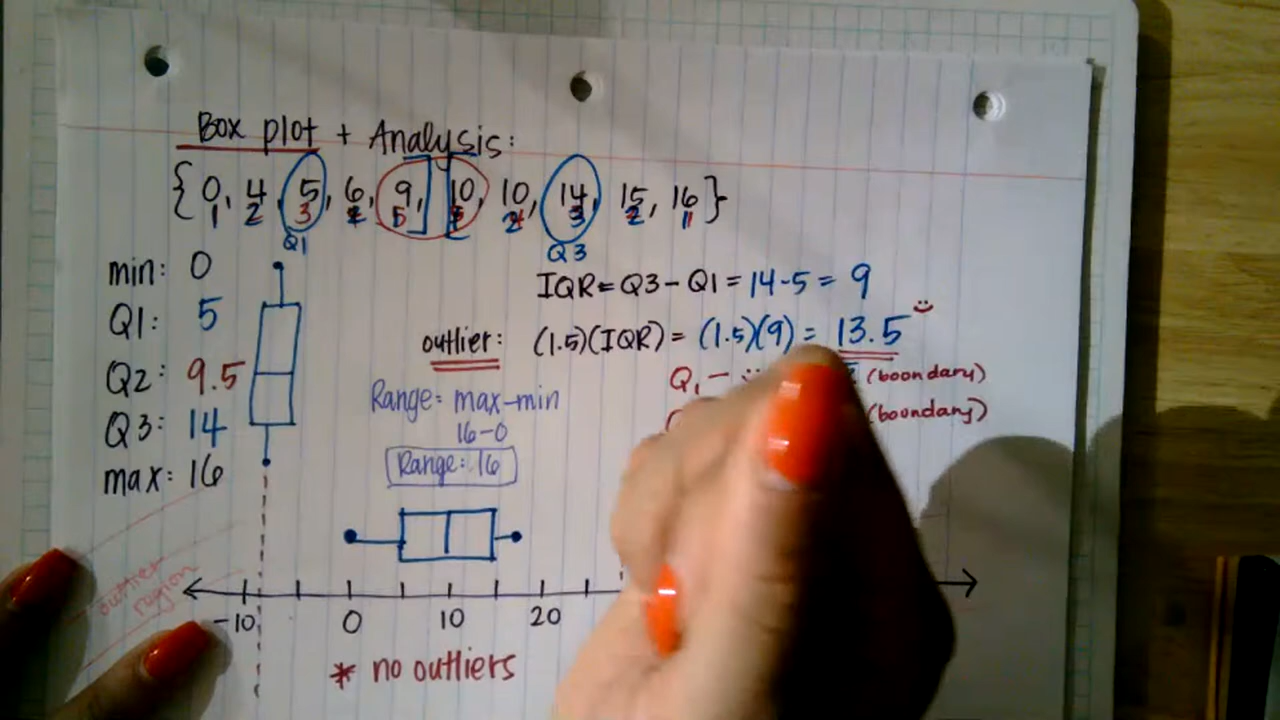 Box plot + Analysis:
{0, 4, 5, 6, 9, 10, 10, 14, 15, 16}
1 2 3 4 5 5 4 3 2 1
Q1 Q3
min: 0
Q1: 5
Q2: 9.5
Q3: 14
max: 16
IQR = Q3 - Q1 = 14-5 = 9
outlier: (1.5)(IQR) = (1.5)(9) = 13.5
Q1 - (boondary)
(boondary)
Range= max-min
16-0
Range: 16
outlier
region
-10 0 10 20
* no outliers